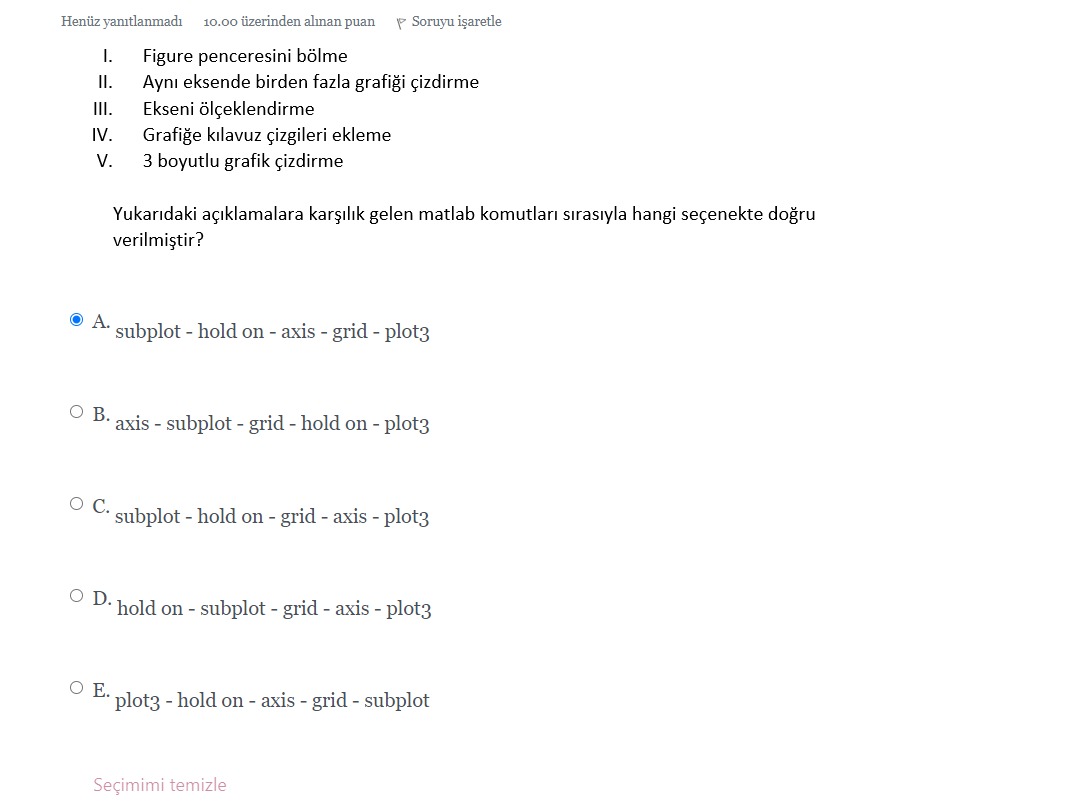 Henüz yanıtlanmadı 10.00 üzerinden alınan puan Soruyu işaretle
I. Figure penceresini bölme
II. Aynı eksende birden fazla grafiği çizdirme
III. Ekseni ölçeklendirme
IV. Grafiğe kılavuz çizgileri ekleme
V. 3 boyutlu grafik çizdirme
Yukarıdaki açıklamalara karşılık gelen matlab komutları sırasıyla hangi seçenekte doğru
verilmiştir?
A. subplot - hold on - axis - grid - plot3
B. axis - subplot - grid - hold on - plot3
C. subplot - hold on - grid - axis - plot3
D. hold on - subplot - grid - axis - plot3
E. plot3 - hold on - axis - grid - subplot
Seçimimi temizle